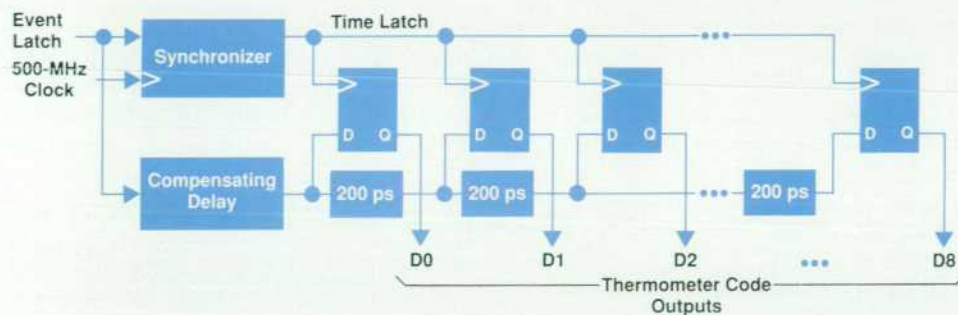 Event
Latch
500-MHz
Clock
Synchronizer
Time Latch
D Q
D Q
D Q
D Q
Compensating
Delay
200 ps
200 ps
200 ps
D0
D1
D2
D8
Thermometer Code
Outputs